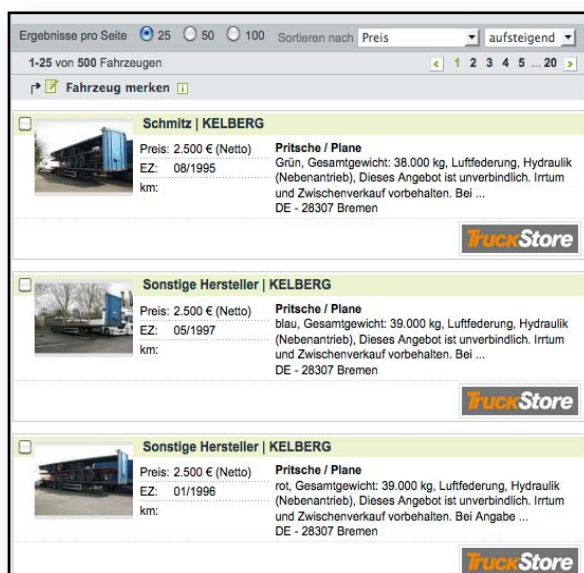 Ergebnisse pro Seite 25 50 100 Sortieren nach Preis aufsteigend
1-25 von 500 Fahrzeugen < 1 2 3 4 5 ... 20 >
Fahrzeug merken i
Schmitz | KELBERG
Preis: 2.500 € (Netto)
EZ: 08/1995
km:
Pritsche / Plane
Grün, Gesamtgewicht: 38.000 kg, Luftfederung, Hydraulik
(Nebenantrieb), Dieses Angebot ist unverbindlich. Irrtum
und Zwischenverkauf vorbehalten. Bei ...
DE - 28307 Bremen
TruckStore
Sonstige Hersteller | KELBERG
Preis: 2.500 € (Netto)
EZ: 05/1997
km:
Pritsche / Plane
blau, Gesamtgewicht: 39.000 kg, Luftfederung, Hydraulik
(Nebenantrieb), Dieses Angebot ist unverbindlich. Irrtum
und Zwischenverkauf vorbehalten. Bei ...
DE - 28307 Bremen
TruckStore
Sonstige Hersteller | KELBERG
Preis: 2.500 € (Netto)
EZ: 01/1996
km:
Pritsche / Plane
rot, Gesamtgewicht: 39.000 kg, Luftfederung, Hydraulik
(Nebenantrieb), Dieses Angebot ist unverbindlich. Irrtum
und Zwischenverkauf vorbehalten. Bei Angabe ...
DE - 28307 Bremen
TruckStore